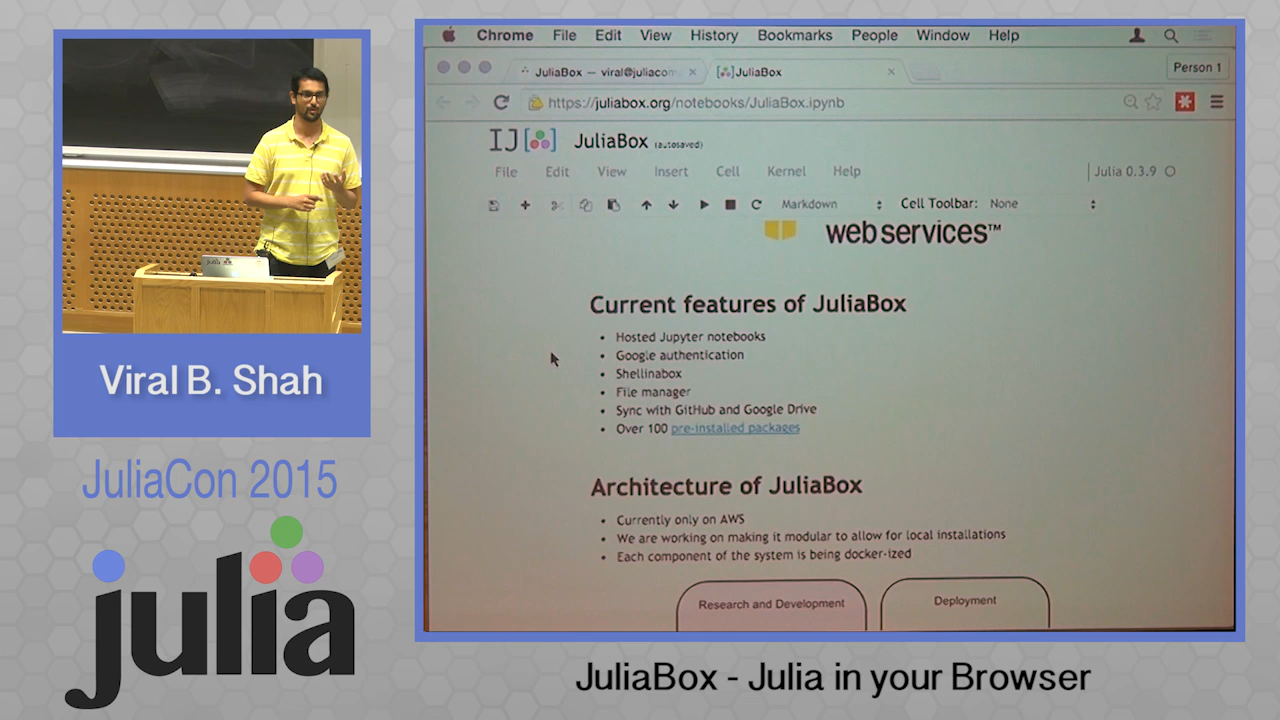 Viral B. Shah
JuliaCon 2015
julia
Chrome File Edit View History Bookmarks People Window Help
JuliaBox — viral@juliacom
JuliaBox
Person 1
https://juliabox.org/notebooks/JuliaBox.ipynb
IJ[ ] JuliaBox (autosaved)
File Edit View Insert Cell Kernel Help
Julia 0.3.9
Markdown
Cell Toolbar: None
web services™
Current features of JuliaBox
• Hosted Jupyter notebooks
• Google authentication
• Shellinabox
• File manager
• Sync with GitHub and Google Drive
• Over 100 pre-installed packages
Architecture of JuliaBox
• Currently only on AWS
• We are working on making it modular to allow for local installations
• Each component of the system is being docker-ized
Research and Development
Deployment
JuliaBox - Julia in your Browser